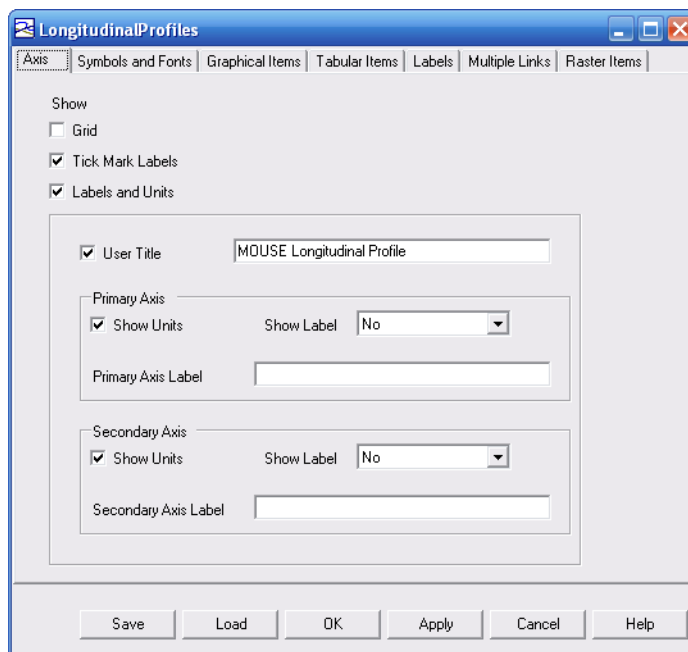 LongitudinalProfiles
Axis Symbols and Fonts Graphical Items Tabular Items Labels Multiple Links Raster Items
Show
Grid
Tick Mark Labels
Labels and Units
User Title MOUSE Longitudinal Profile
Primary Axis
Show Units Show Label No
Primary Axis Label
Secondary Axis
Show Units Show Label No
Secondary Axis Label
Save Load OK Apply Cancel Help